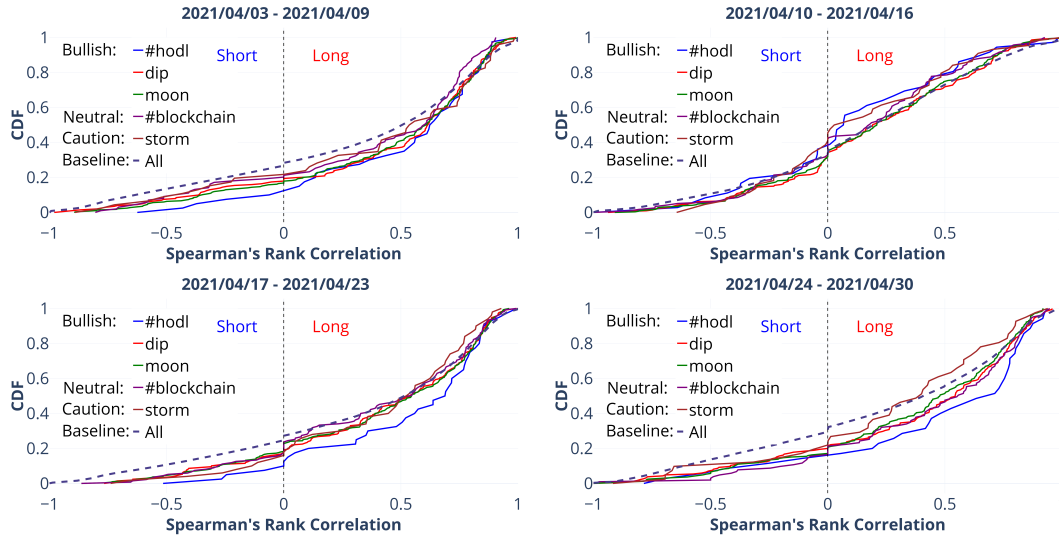 2021/04/03 - 2021/04/09
CDF
1
0.8
0.6
0.4
0.2
0
Bullish:
#hodl
dip
moon
Neutral:
#blockchain
Caution:
storm
Baseline:
All
Short
Long
−1
−0.5
0
0.5
1
Spearman's Rank Correlation
2021/04/10 - 2021/04/16
CDF
1
0.8
0.6
0.4
0.2
0
Bullish:
#hodl
dip
moon
Neutral:
#blockchain
Caution:
storm
Baseline:
All
Short
Long
−1
−0.5
0
0.5
Spearman's Rank Correlation
2021/04/17 - 2021/04/23
CDF
1
0.8
0.6
0.4
0.2
0
Bullish:
#hodl
dip
moon
Neutral:
#blockchain
Caution:
storm
Baseline:
All
Short
Long
−1
−0.5
0
0.5
1
Spearman's Rank Correlation
2021/04/24 - 2021/04/30
CDF
1
0.8
0.6
0.4
0.2
0
Bullish:
#hodl
dip
moon
Neutral:
#blockchain
Caution:
storm
Baseline:
All
Short
Long
−1
−0.5
0
0.5
Spearman's Rank Correlation